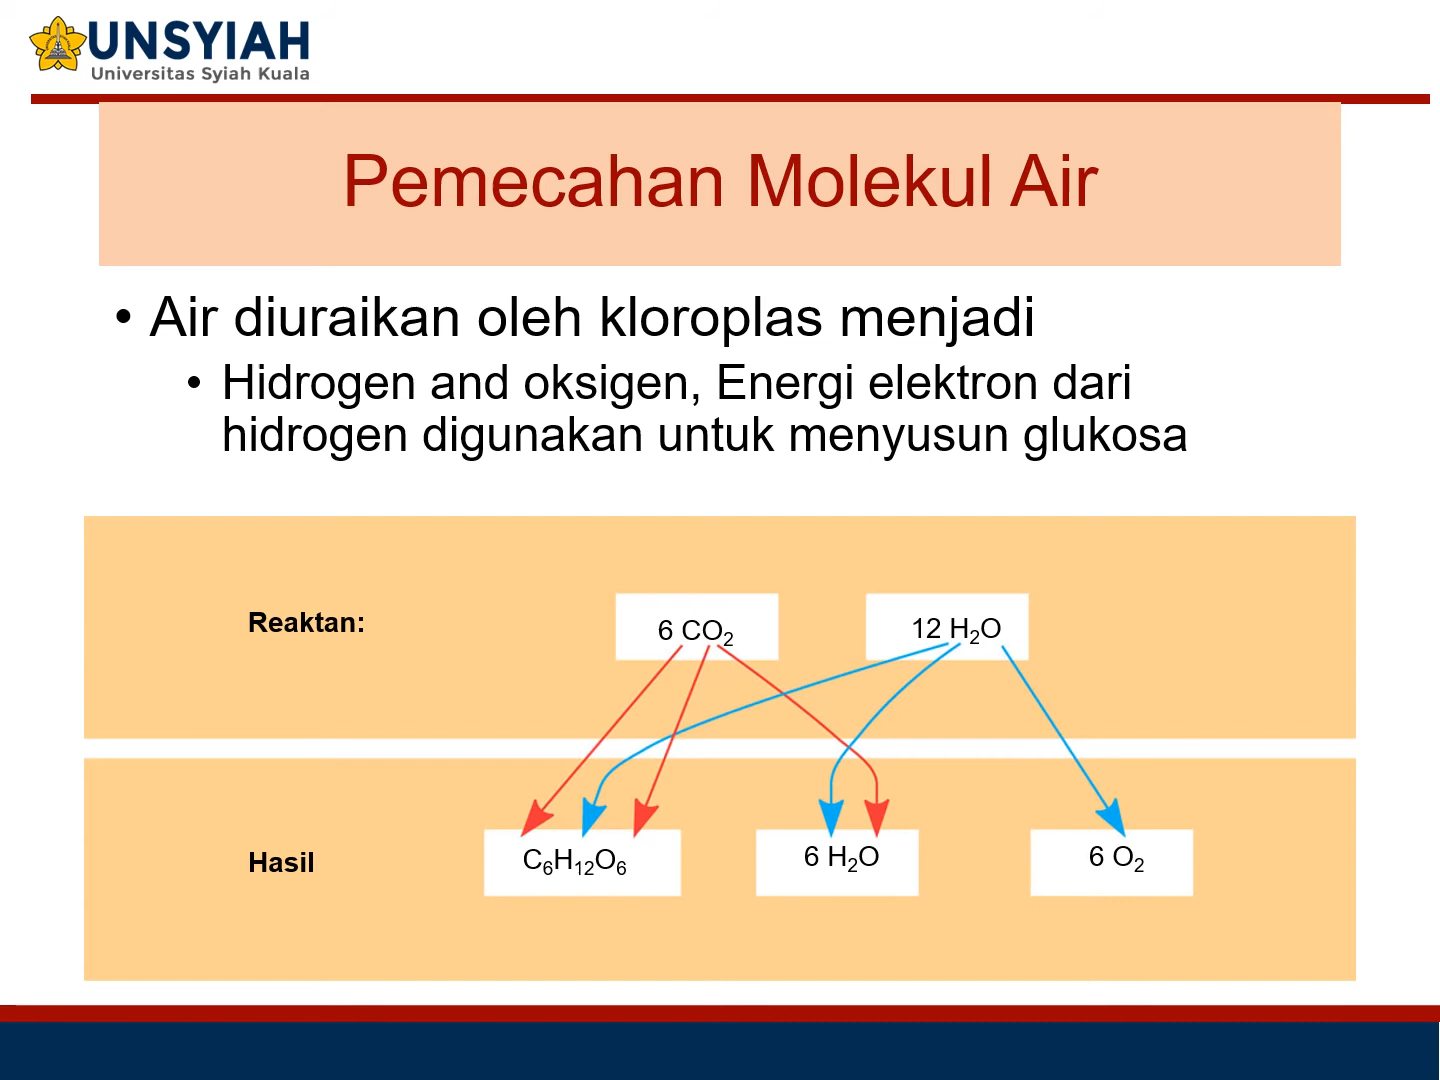 UNSYIAH
Universitas Syiah Kuala
Pemecahan Molekul Air
• Air diuraikan oleh kloroplas menjadi
• Hidrogen and oksigen, Energi elektron dari
hidrogen digunakan untuk menyusun glukosa
Reaktan:
6 CO₂
12 H₂O
Hasil
C₆H₁₂O₆
6 H₂O
6 O₂